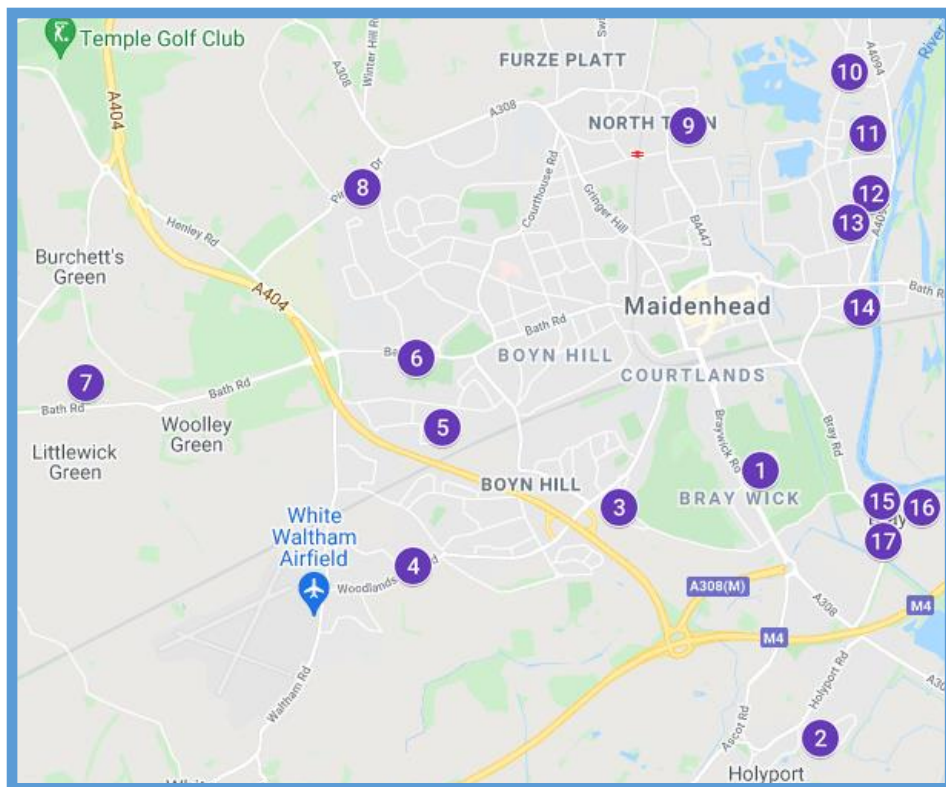 Temple Golf Club
A404
A308
Winter Hill Rd
FURZE PLATT
A4094
River
10
A308
NORTH T
N
9
11
Courthouse Rd
Gringer Hill
8
Dr
12
13
B4447
Henley Rd
Burchett's
Green
A404
Bath R
Maidenhead
14
Bath Rd
6
BOYN HILL
COURTLANDS
7
Bath Rd
Bath Rd
Woolley
Green
5
Littlewick
Green
Braywick Rd
Bray Rd
1
BOYN HILL
BRAY WICK
3
15
16
17
White
Waltham
Airfield
4
Woodlands
A308(M)
A308
M4
M4
Waltham Rd
Holyport Rd
Ascot Rd
2
Holyport